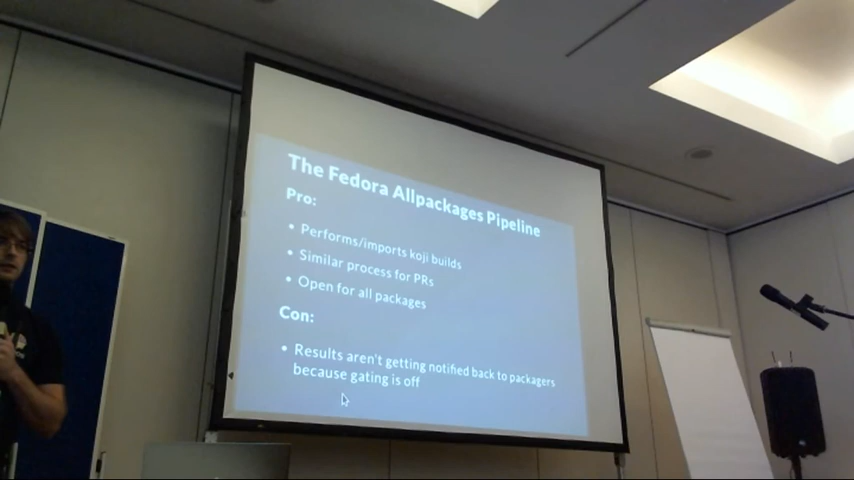 The Fedora Allpackages Pipeline
Pro:
• Performs/imports koji builds
• Similar process for PRs
• Open for all packages
Con:
• Results aren't getting notified back to packagers
because gating is off